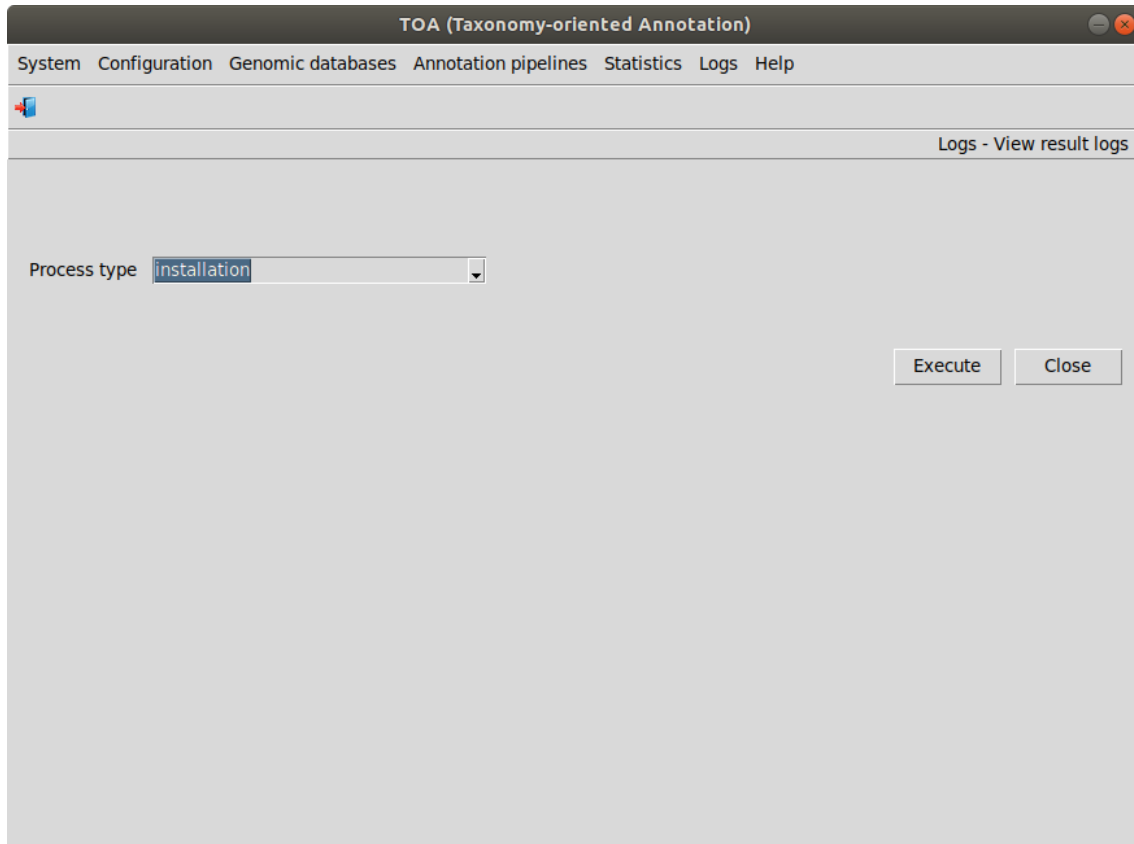 TOA (Taxonomy-oriented Annotation)
System Configuration Genomic databases Annotation pipelines Statistics Logs Help
Logs - View result logs
Process type installation
Execute Close